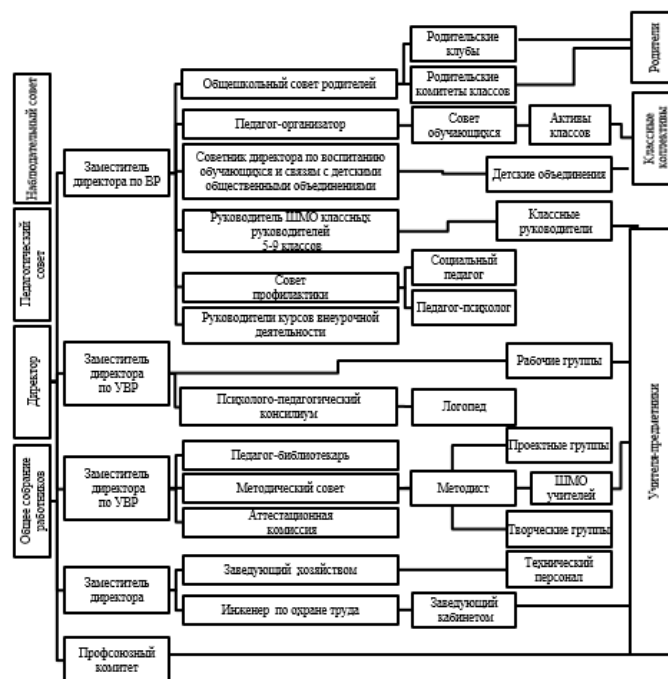 Наблюдательный совет
Педагогический
совет
Директор
Общее собрание
работников
Заместитель
директора по ВР
Заместитель
директора
по УВР
Заместитель
директора
по УВР
Заместитель
директора
Профсоюзный
комитет
Общешкольный совет родителей
Педагог-организатор
Советник директора по воспитанию
обучающихся и связям с детскими
общественными объединениями
Руководитель ШМО классных
руководителей
5-9 классов
Совет
профилактики
Руководители курсов внеурочной
деятельности
Психолого-педагогический
консилиум
Педагог-библиотекарь
Методический совет
Аттестационная
комиссия
Заведующий хозяйством
Инженер по охране труда
Родительские
клубы
Родительские
комитеты классов
Совет
обучающихся
Активы
классов
Детские объединения
Классные
руководители
Социальный
педагог
Педагог-психолог
Рабочие группы
Логопед
Проектные группы
Методист
ШМО
учителей
Творческие группы
Технический
персонал
Заведующий
кабинетом
Родители
Классные
коллективы
Учителя-предметники